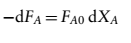 −dF_A = F_{A0} dX_A